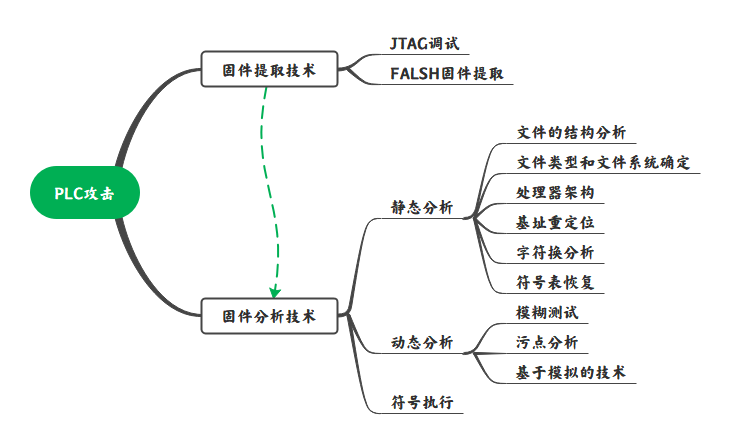 PLC攻击
固件提取技术
JTAG调试
FALSH固件提取
固件分析技术
静态分析
文件的结构分析
文件类型和文件系统确定
处理器架构
基址重定位
字符换分析
符号表恢复
动态分析
模糊测试
污点分析
基于模拟的技术
符号执行